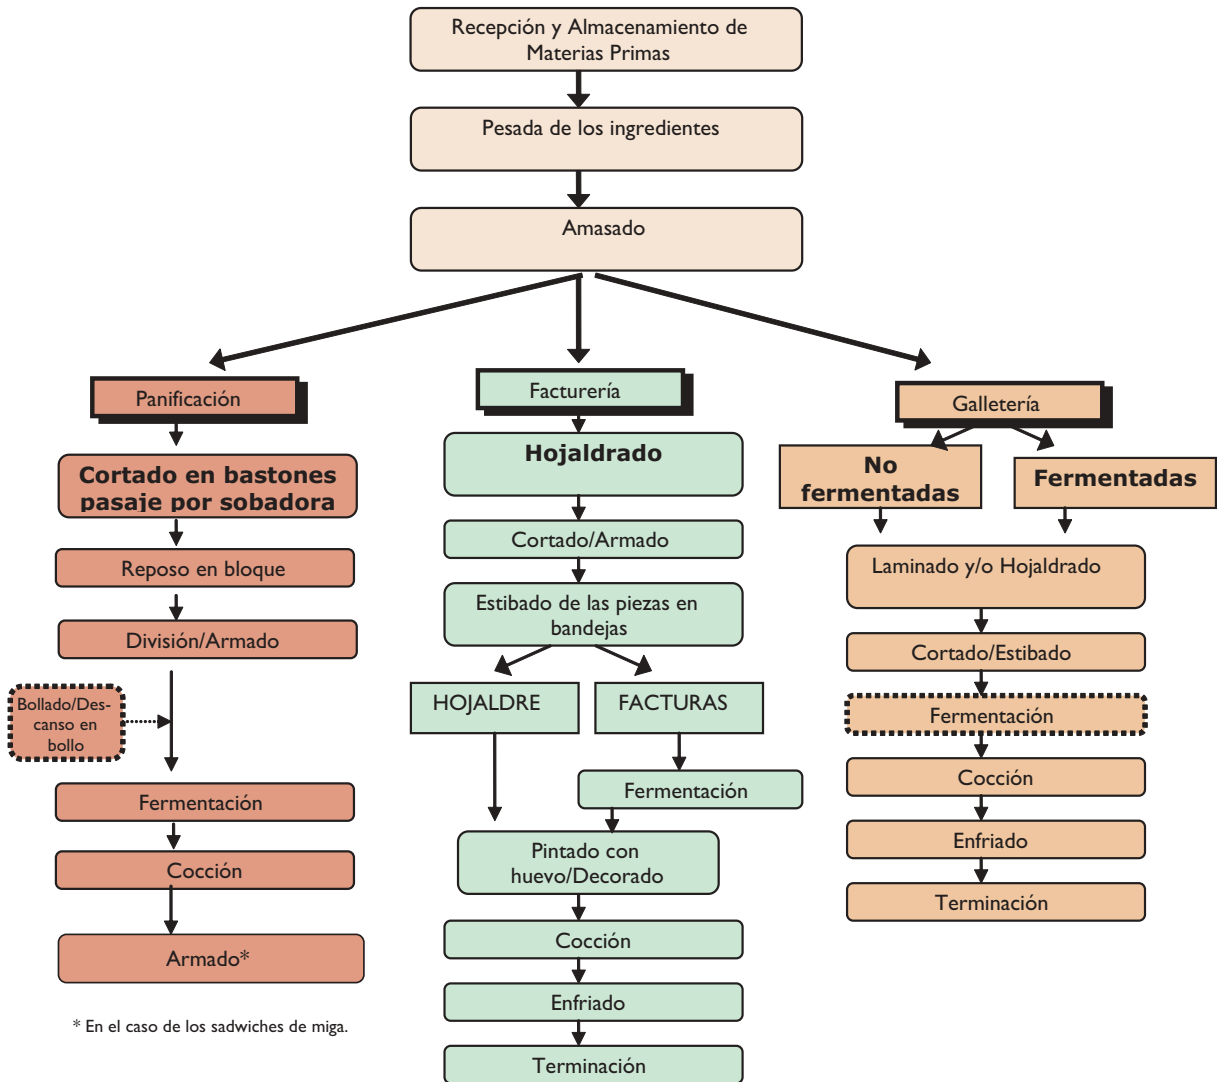 Recepción y Almacenamiento de
Materias Primas
Pesada de los ingredientes
Amasado
Panificación
Cortado en bastones
pasaje por sobadora
Reposo en bloque
División/Armado
Bollado/Des-
canso en
bollo
Fermentación
Cocción
Armado*
* En el caso de los sadwiches de miga.
Facturería
Hojaldrado
Cortado/Armado
Estibado de las piezas en
bandejas
HOJALDRE
FACTURAS
Fermentación
Pintado con
huevo/Decorado
Cocción
Enfriado
Terminación
Galletería
No
fermentadas
Fermentadas
Laminado y/o Hojaldrado
Cortado/Estibado
Fermentación
Cocción
Enfriado
Terminación